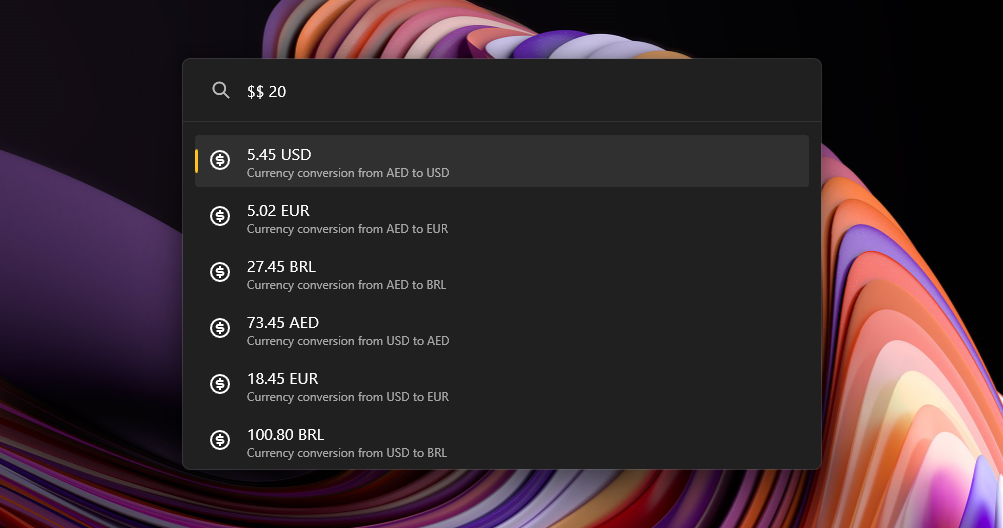 $$ 20
5.45 USD
Currency conversion from AED to USD
5.02 EUR
Currency conversion from AED to EUR
27.45 BRL
Currency conversion from AED to BRL
73.45 AED
Currency conversion from USD to AED
18.45 EUR
Currency conversion from USD to EUR
100.80 BRL
Currency conversion from USD to BRL